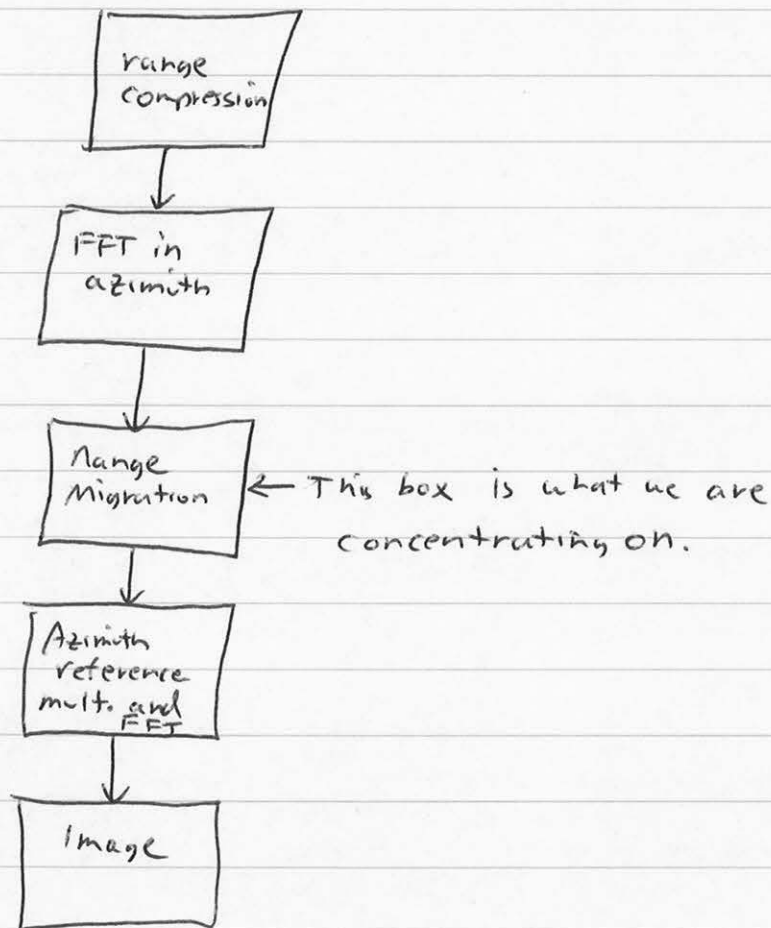 range
compression
FFT in
azimuth
Range
Migration
← This box is what we are
concentrating on.
Azimuth
reference
mult. and
FFT
Image